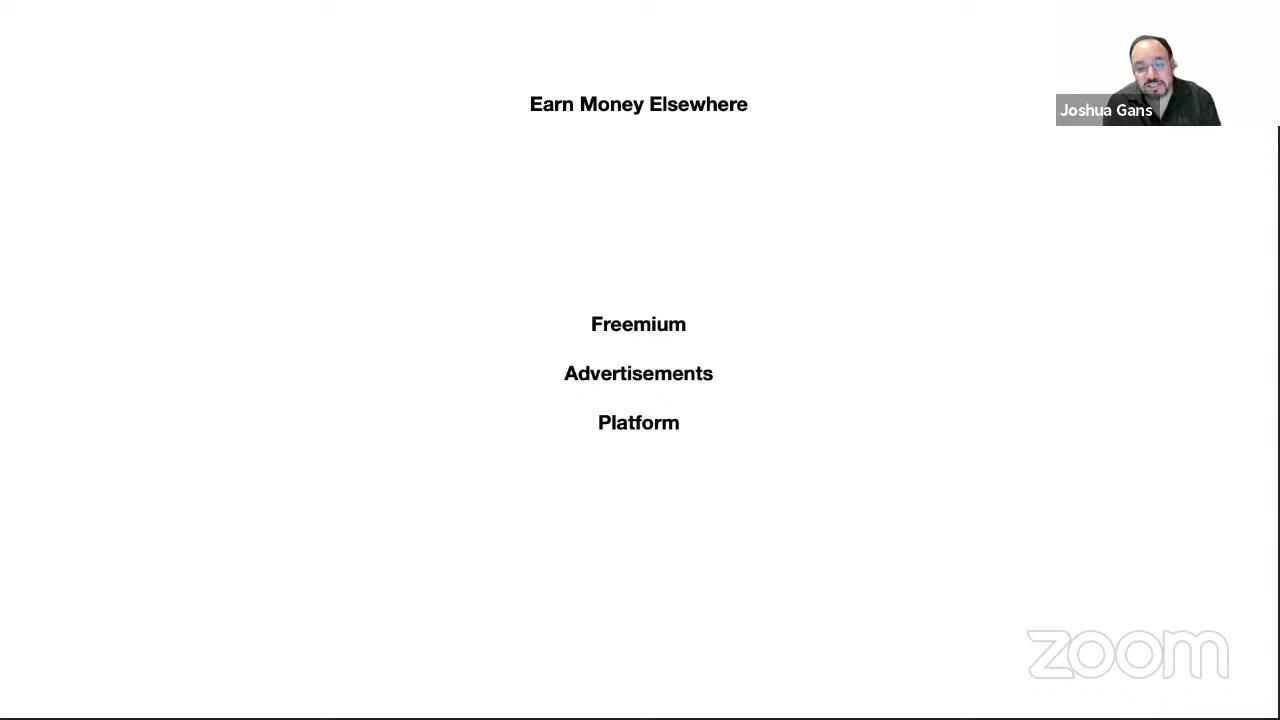 Earn Money Elsewhere
Joshua Gans
Freemium
Advertisements
Platform
zoom